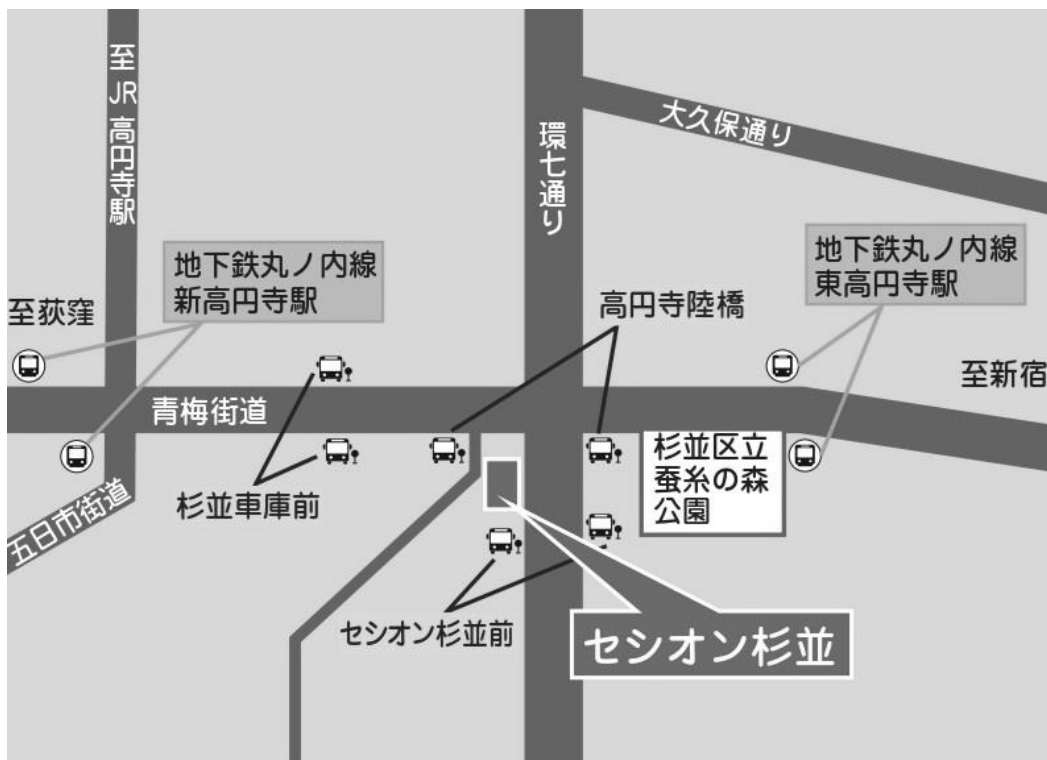 至JR高円寺駅
環七通り
大久保通り
地下鉄丸ノ内線
新高円寺駅
地下鉄丸ノ内線
東高円寺駅
至荻窪
高円寺陸橋
至新宿
青梅街道
杉並区立
蚕糸の森
公園
杉並車庫前
五日市街道
セシオン杉並前
セシオン杉並